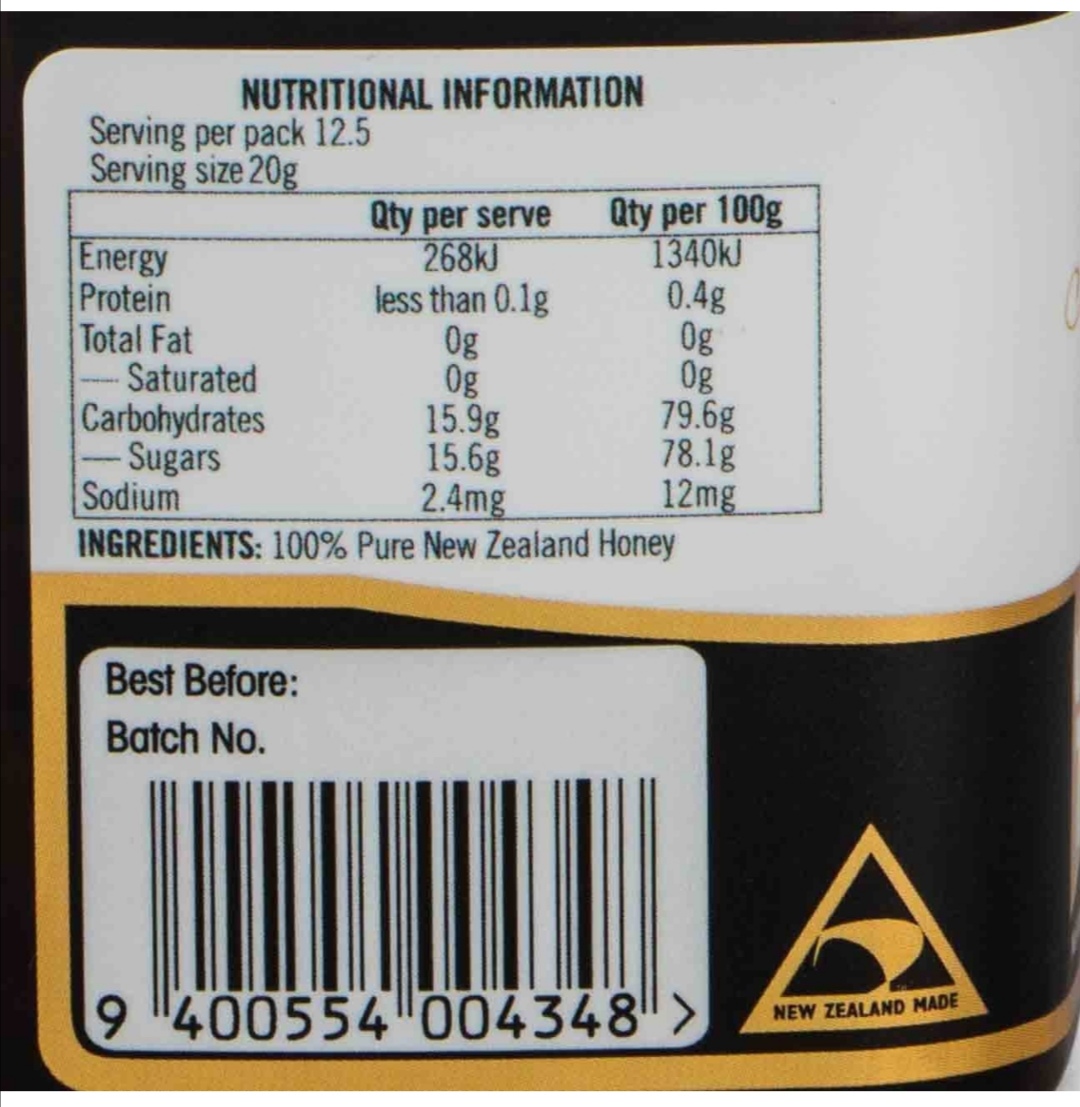 NUTRITIONAL INFORMATION
Serving per pack 12.5
Serving size 20g
Qty per serve Qty per 100g
Energy 268kJ 1340kJ
Protein less than 0.1g 0.4g
Total Fat 0g 0g
— Saturated 0g 0g
Carbohydrates 15.9g 79.6g
— Sugars 15.6g 78.1g
Sodium 2.4mg 12mg
INGREDIENTS: 100% Pure New Zealand Honey
Best Before:
Batch No.
9 400554 004348 >
NEW ZEALAND MADE